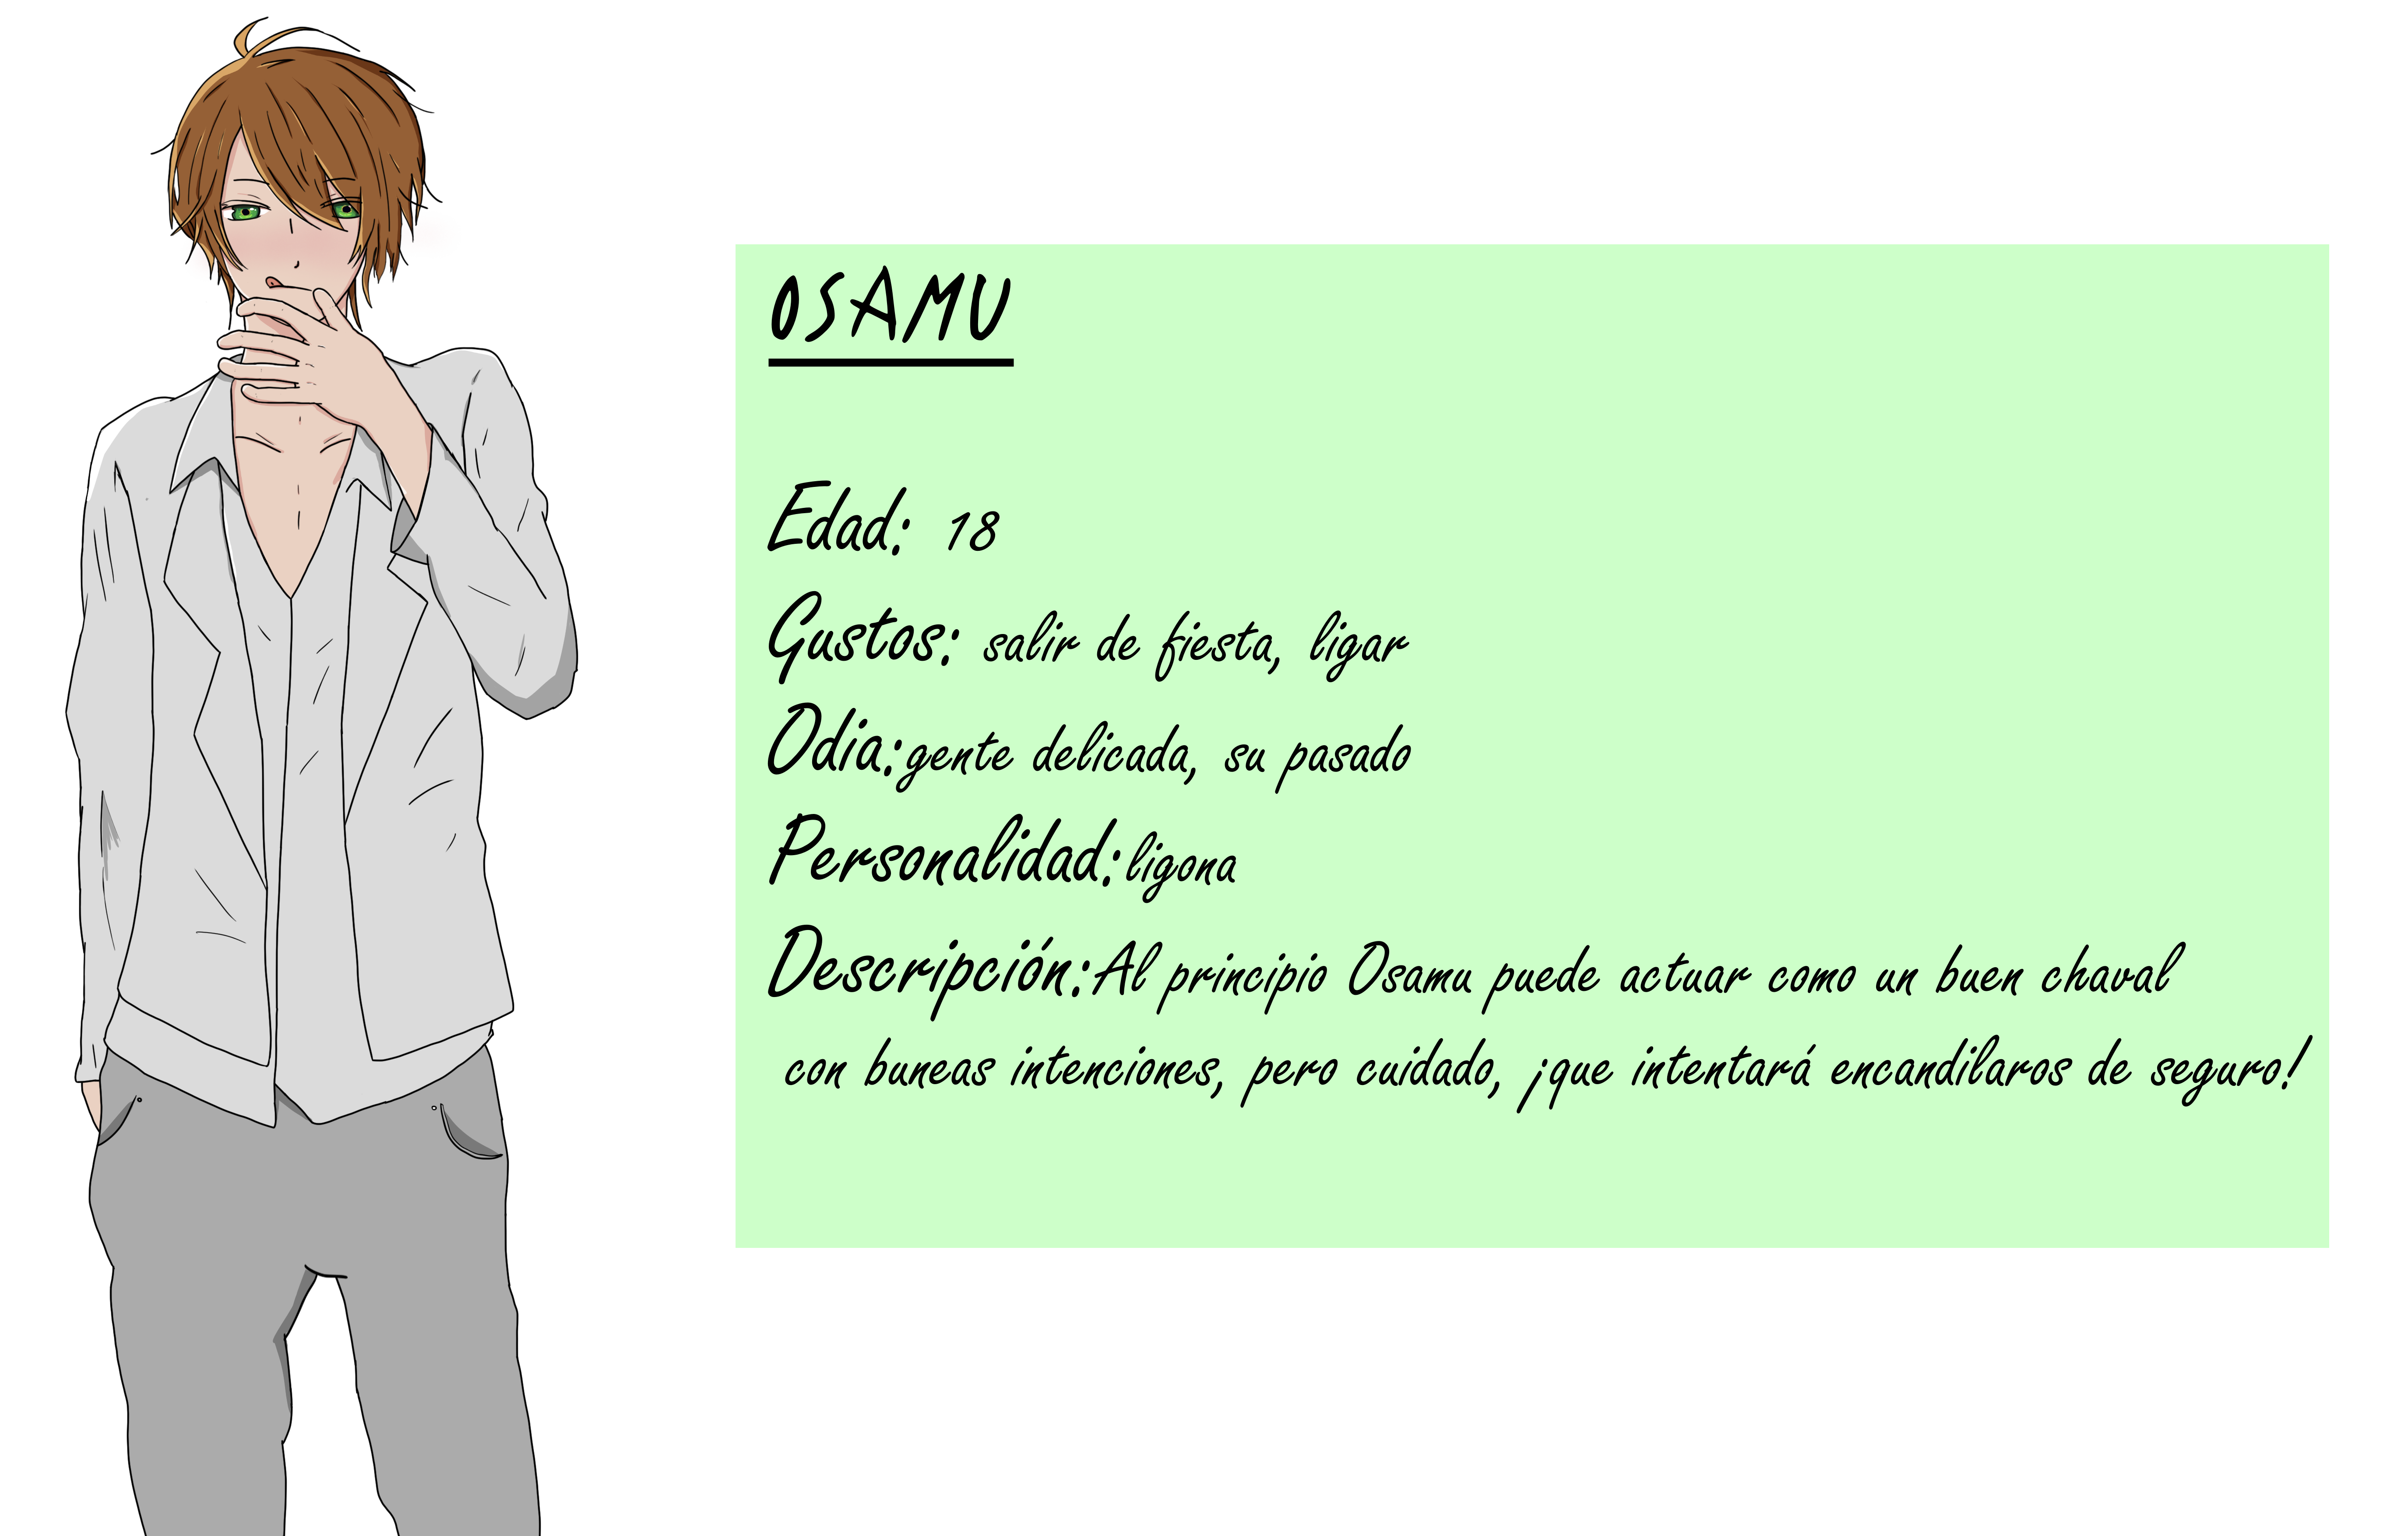 OSAMU
Edad: 18
Gustos: salir de fiesta, ligar
Odia:gente delicada, su pasado
Personalidad:ligona
Descripción:Al principio Osamu puede actuar como un buen chaval
con buneas intenciones, pero cuidado, ¡que intentará encandilaros de seguro!